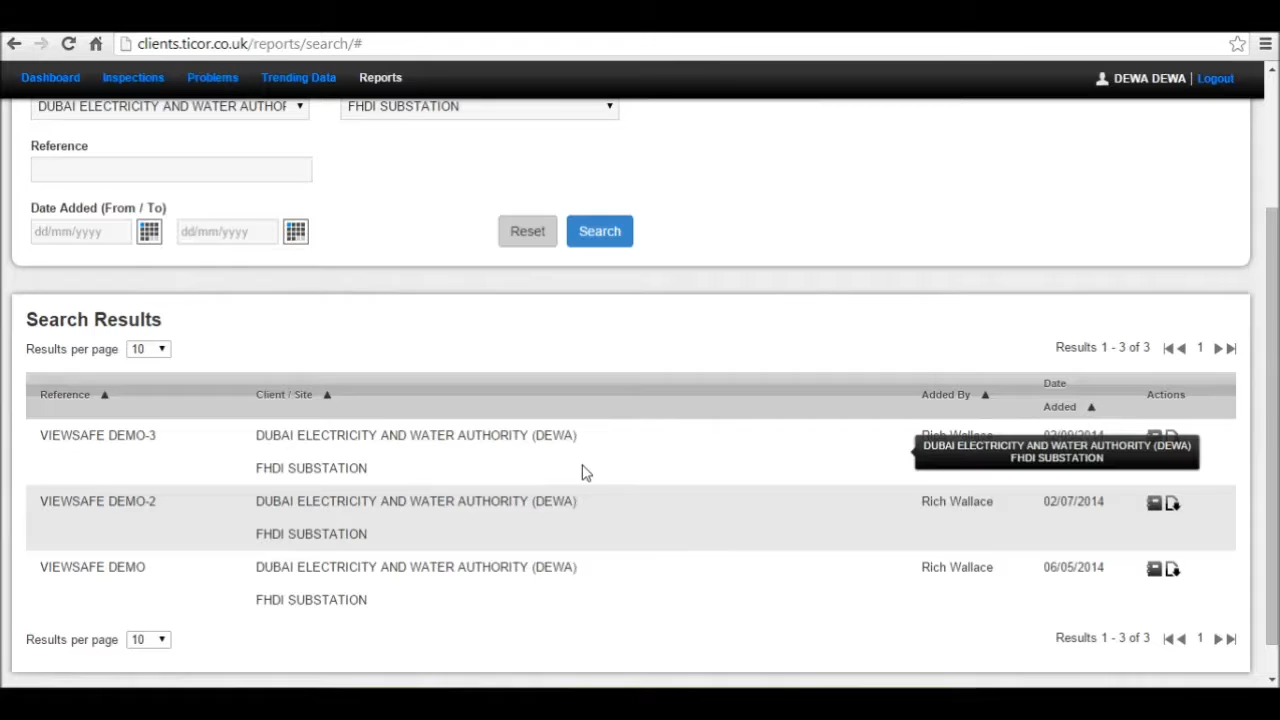 clients.ticor.co.uk/reports/search/#
Dashboard Inspections Problems Trending Data Reports DEWA DEWA | Logout
DUBAI ELECTRICITY AND WATER AUTHOF FHDI SUBSTATION
Reference
Date Added (From / To)
dd/mm/yyyy dd/mm/yyyy Reset Search
Search Results
Results per page 10 Results 1 - 3 of 3 1
Reference Client / Site Added By Date Added Actions
VIEWSAFE DEMO-3 DUBAI ELECTRICITY AND WATER AUTHORITY (DEWA) Rich Wallace 02/09/2014
DUBAI ELECTRICITY AND WATER AUTHORITY (DEWA)
FHDI SUBSTATION
FHDI SUBSTATION
VIEWSAFE DEMO-2 DUBAI ELECTRICITY AND WATER AUTHORITY (DEWA) Rich Wallace 02/07/2014
FHDI SUBSTATION
VIEWSAFE DEMO DUBAI ELECTRICITY AND WATER AUTHORITY (DEWA) Rich Wallace 06/05/2014
FHDI SUBSTATION
Results per page 10 Results 1 - 3 of 3 1